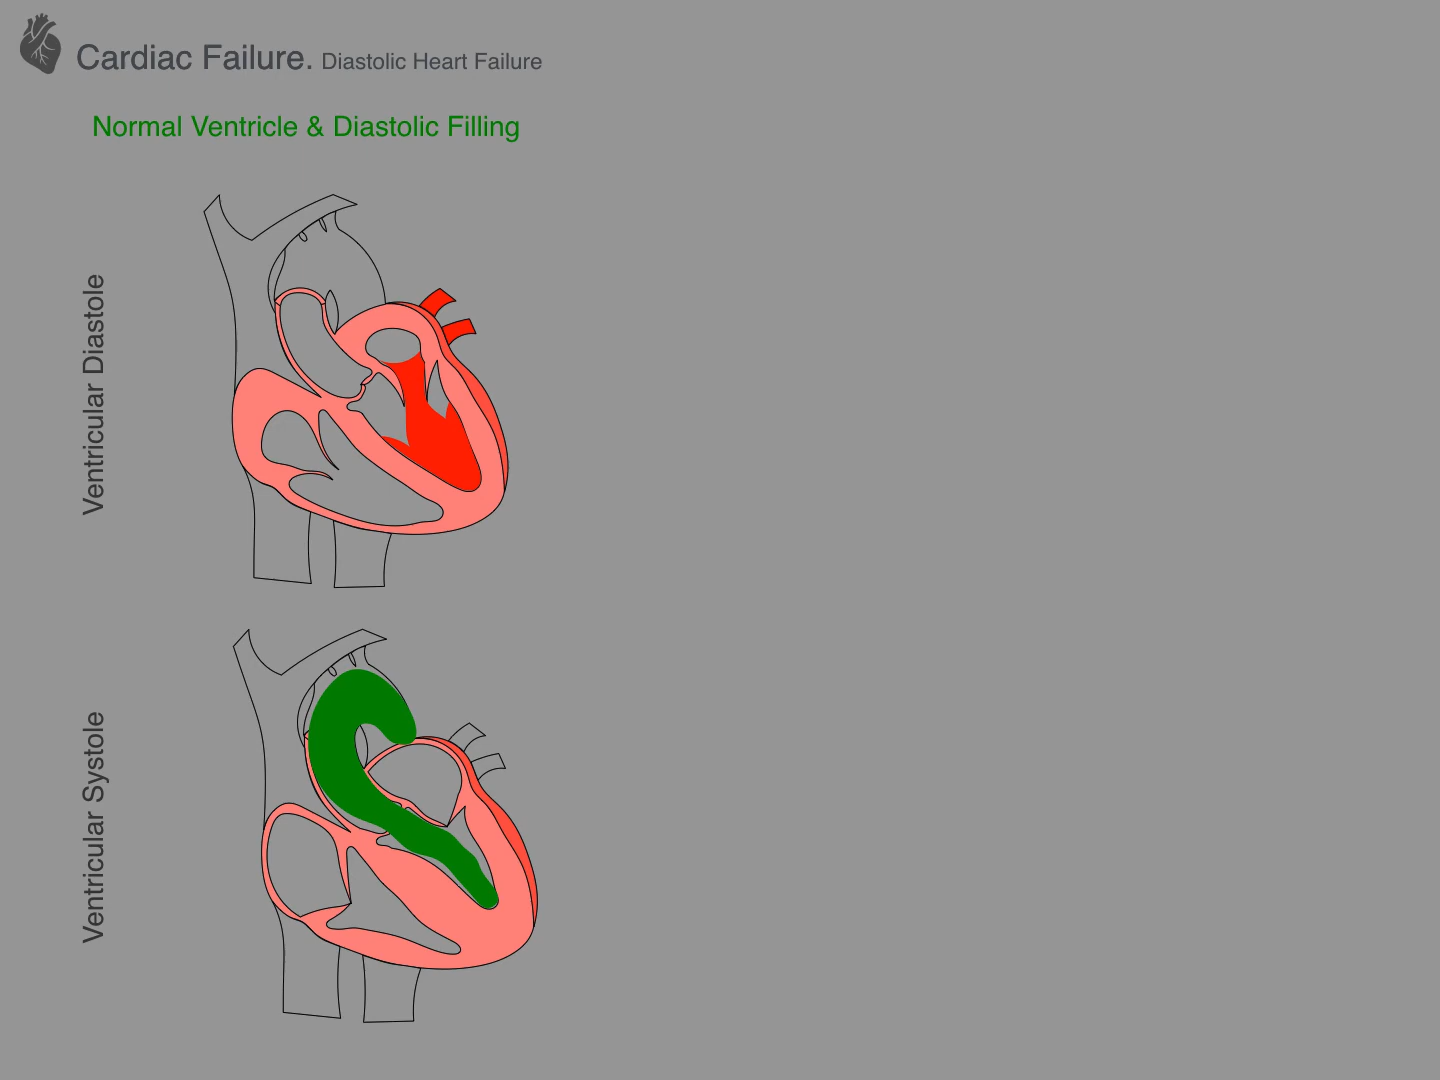 Cardiac Failure. Diastolic Heart Failure
Normal Ventricle & Diastolic Filling
Ventricular Diastole
Ventricular Systole